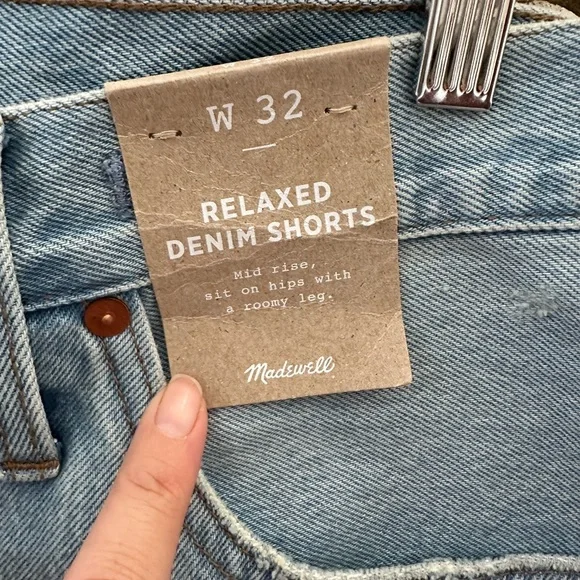 W 32
RELAXED
DENIM SHORTS
Mid rise,
sit on hips with
a roomy leg.
Madewell